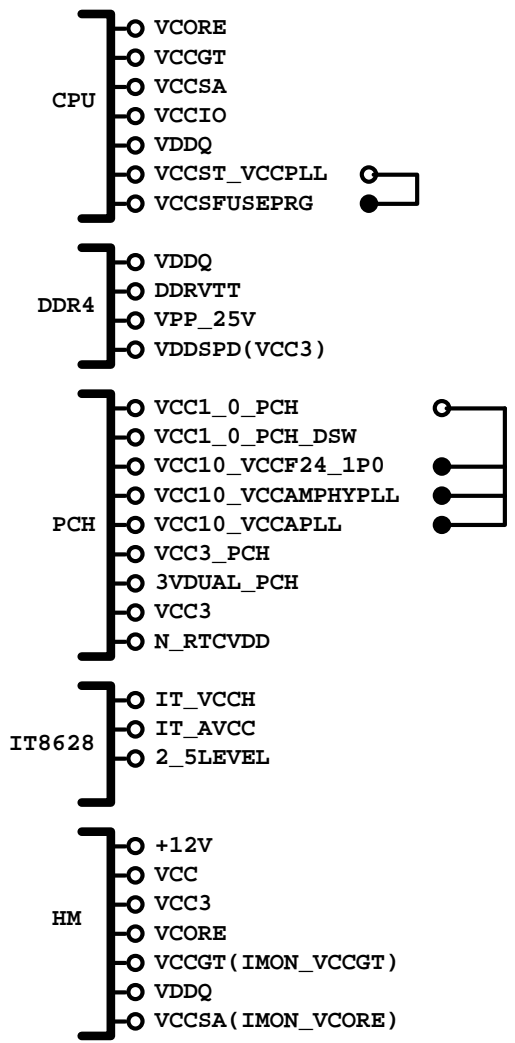 VCORE
VCCGT
VCCSA
CPU
VCCIO
VDDQ
VCCST_VCCPLL
VCCSFUSEPRG
VDDQ
DDRVTT
DDR4
VPP_25V
VDDSPD(VCC3)
VCC1_0_PCH
VCC1_0_PCH_DSW
VCC10_VCCF24_1P0
VCC10_VCCAMPHYPLL
PCH
VCC10_VCCAPLL
VCC3_PCH
3VDUAL_PCH
VCC3
N_RTCVDD
IT_VCCH
IT_AVCC
IT8628
2_5LEVEL
+12V
VCC
VCC3
HM
VCORE
VCCGT(IMON_VCCGT)
VDDQ
VCCSA(IMON_VCORE)